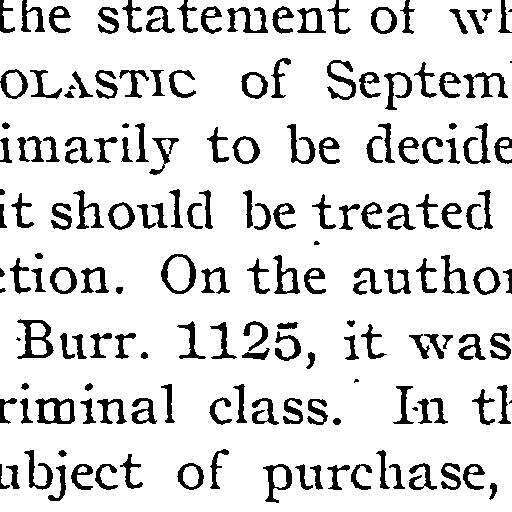 the statement of wh
OLASTIC of Septem
imarily to be decide
it should be treated
ction. On the author
Burr. 1125, it was
riminal class. In th
ubject of purchase,